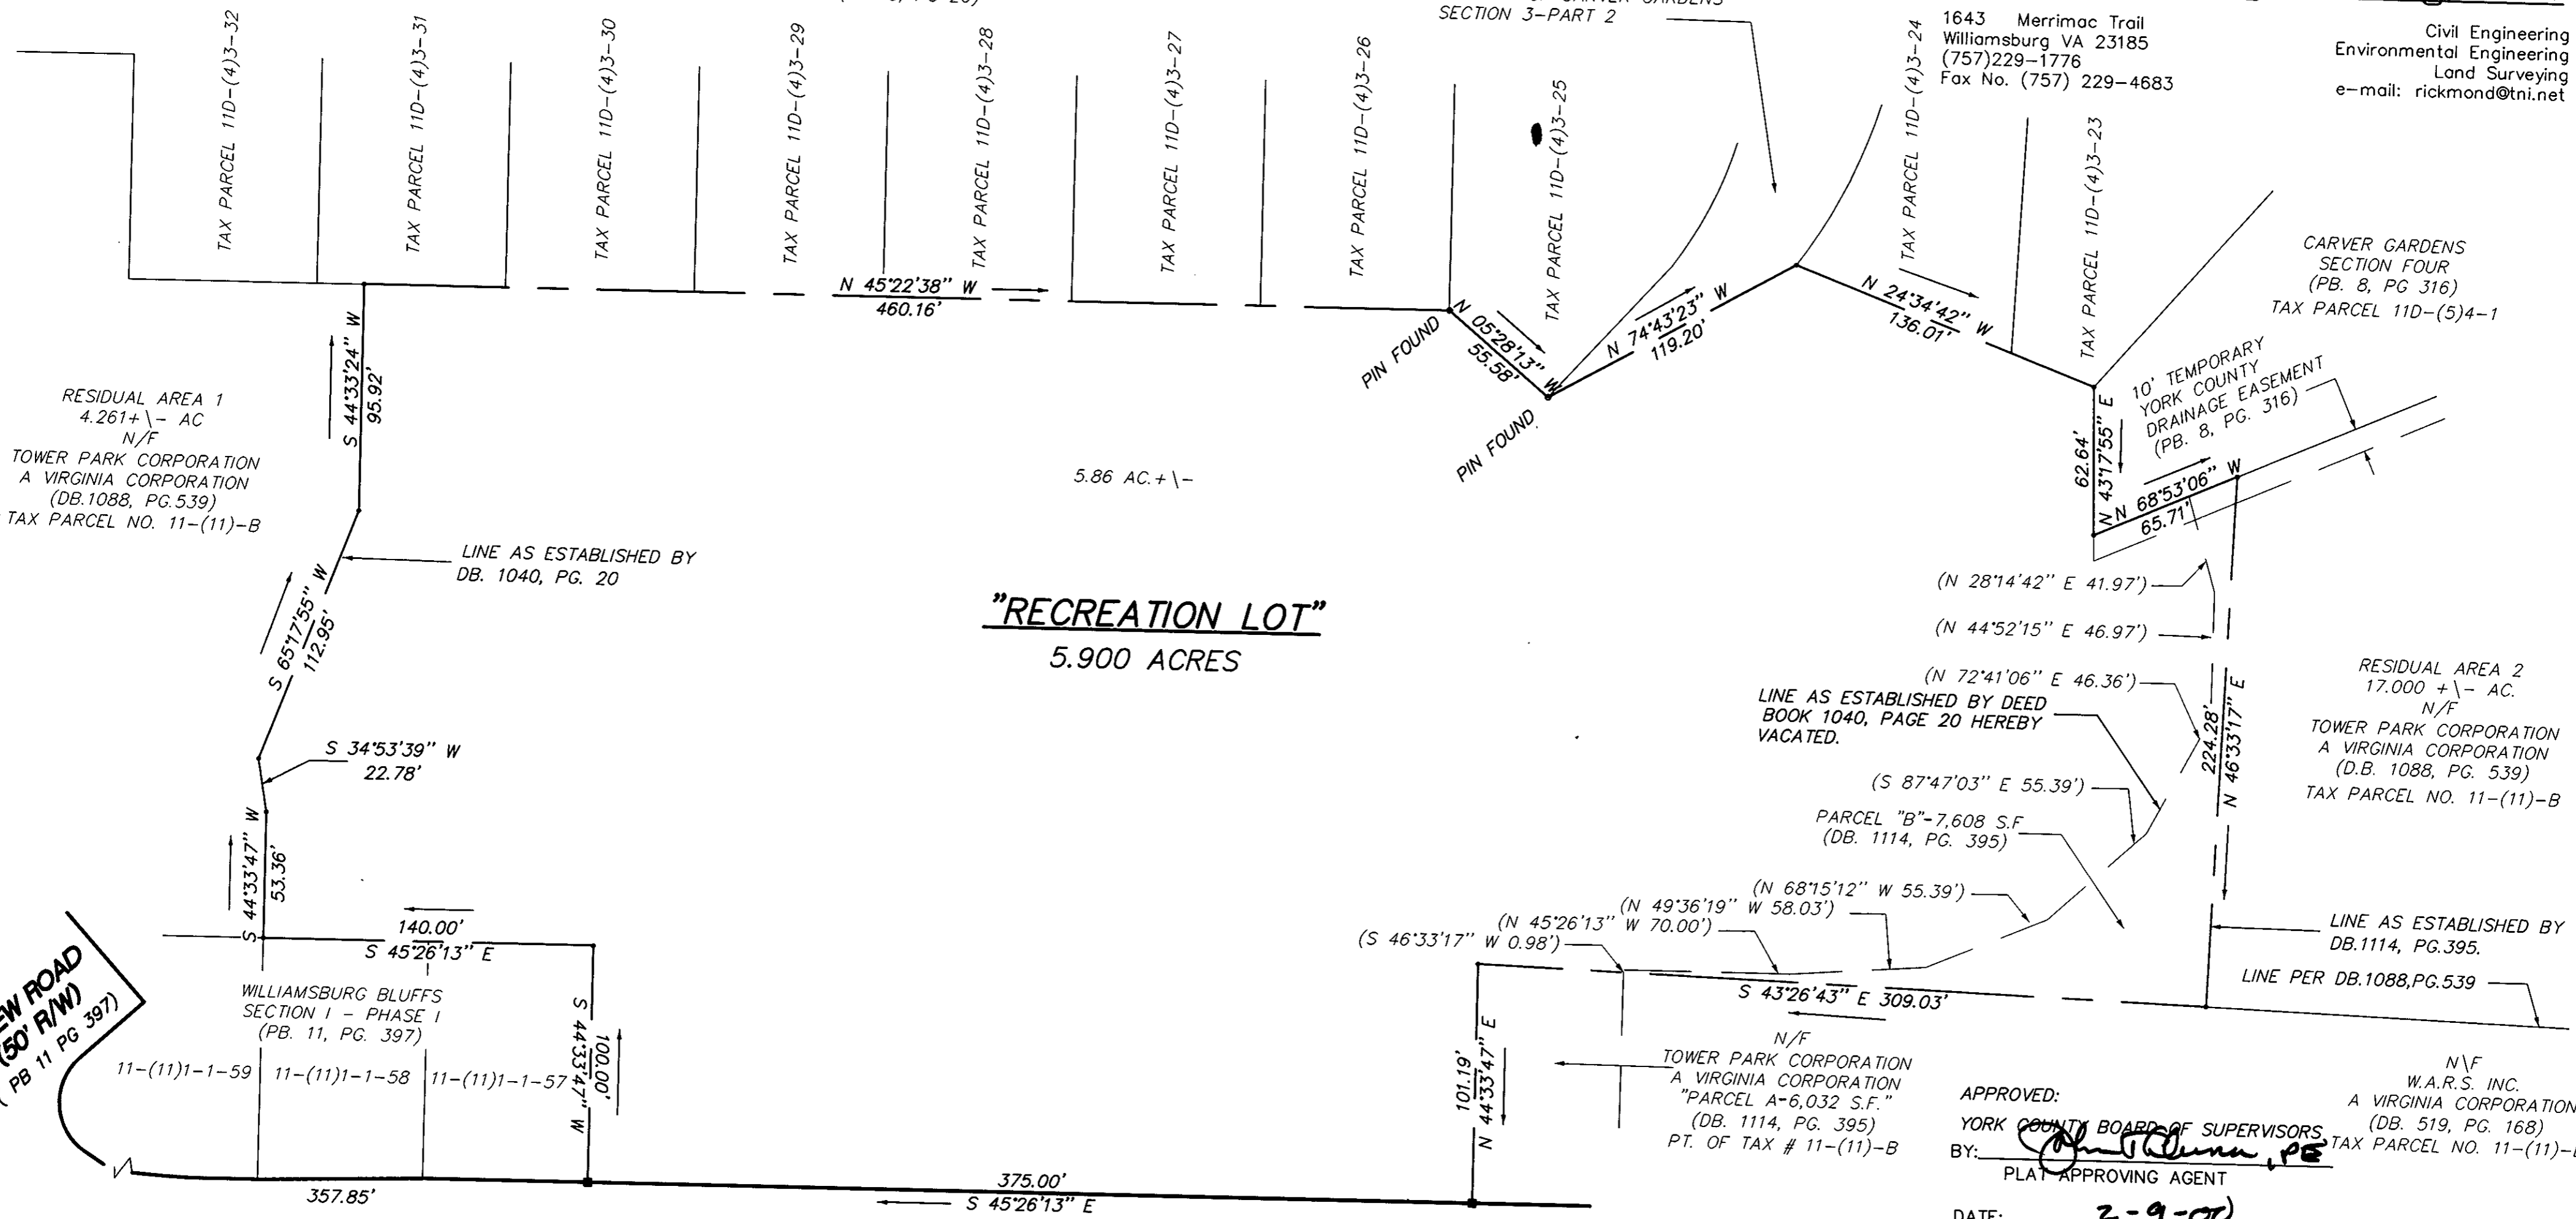 SECTION 3-PART 2
1643 Merrimac Trail
Williamsburg VA 23185
(757)229-1776
Fax No. (757) 229-4683
Civil Engineering
Environmental Engineering
Land Surveying
e-mail: rickmond@tni.net
TAX PARCEL 11D-(4)3-32
TAX PARCEL 11D-(4)3-31
TAX PARCEL 11D-(4)3-30
TAX PARCEL 11D-(4)3-29
TAX PARCEL 11D-(4)3-28
TAX PARCEL 11D-(4)3-27
TAX PARCEL 11D-(4)3-26
TAX PARCEL 11D-(4)3-25
TAX PARCEL 11D-(4)3-24
TAX PARCEL 11D-(4)3-23
CARVER GARDENS
SECTION FOUR
(PB. 8, PG 316)
TAX PARCEL 11D-(5)4-1
N 45°22'38" W
460.16'
PIN FOUND
N 05°28'13" W
55.58'
PIN FOUND
N 74°43'23" W
119.20'
N 24°34'42" W
136.01'
10' TEMPORARY
YORK COUNTY
DRAINAGE EASEMENT
(PB. 8, PG. 316)
62.64'
N 43°17'55" E
N 68°53'06" W
65.71'
S 44°33'24" W
95.92'
RESIDUAL AREA 1
4.261+\- AC
N/F
TOWER PARK CORPORATION
A VIRGINIA CORPORATION
(DB.1088, PG.539)
TAX PARCEL NO. 11-(11)-B
5.86 AC.+\-
LINE AS ESTABLISHED BY
DB. 1040, PG. 20
S 65°17'55" W
112.95'
"RECREATION LOT"
5.900 ACRES
(N 28°14'42" E 41.97')
(N 44°52'15" E 46.97')
(N 72°41'06" E 46.36')
LINE AS ESTABLISHED BY DEED
BOOK 1040, PAGE 20 HEREBY
VACATED.
224.28'
N 46°33'17" E
RESIDUAL AREA 2
17.000 +\- AC.
N/F
TOWER PARK CORPORATION
A VIRGINIA CORPORATION
(D.B. 1088, PG. 539)
TAX PARCEL NO. 11-(11)-B
S 34°53'39" W
22.78'
(S 87°47'03" E 55.39')
PARCEL "B"-7,608 S.F
(DB. 1114, PG. 395)
S 44°33'47" W
53.36'
(N 68°15'12" W 55.39')
(N 49°36'19" W 58.03')
(N 45°26'13" W 70.00')
(S 46°33'17" W 0.98')
140.00'
S 45°26'13" E
LINE AS ESTABLISHED BY
DB.1114, PG.395.
LINE PER DB.1088,PG.539
S 43°26'43" E 309.03'
WILLIAMSBURG BLUFFS
SECTION I - PHASE I
(PB. 11, PG. 397)
EW ROAD
(50' R/W)
( PB 11 PG 397)
11-(11)1-1-59
11-(11)1-1-58
11-(11)1-1-57
S 44°33'47" W
100.00'
101.19'
N 44°33'47" E
N/F
TOWER PARK CORPORATION
A VIRGINIA CORPORATION
"PARCEL A-6,032 S.F."
(DB. 1114, PG. 395)
PT. OF TAX # 11-(11)-B
N\F
W.A.R.S. INC.
A VIRGINIA CORPORATION
(DB. 519, PG. 168)
TAX PARCEL NO. 11-(11)-
APPROVED:
YORK COUNTY BOARD OF SUPERVISORS
BY: , PE
PLAT APPROVING AGENT
DATE: 2-9-00
357.85'
375.00'
S 45°26'13" E